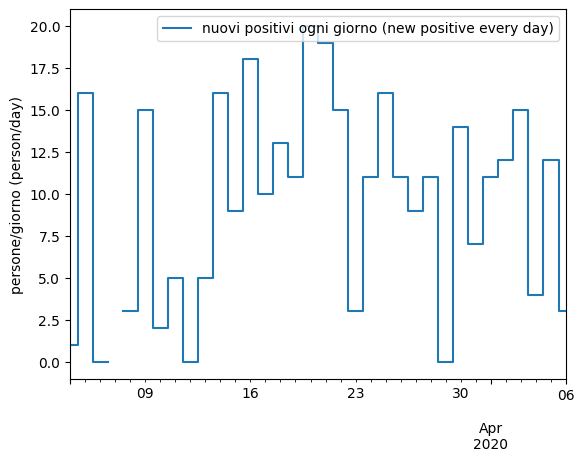 nuovi positivi ogni giorno (new positive every day)
persone/giorno (person/day)
20.0
17.5
15.0
12.5
10.0
7.5
5.0
2.5
0.0
09 16 23 30 06
Apr
2020